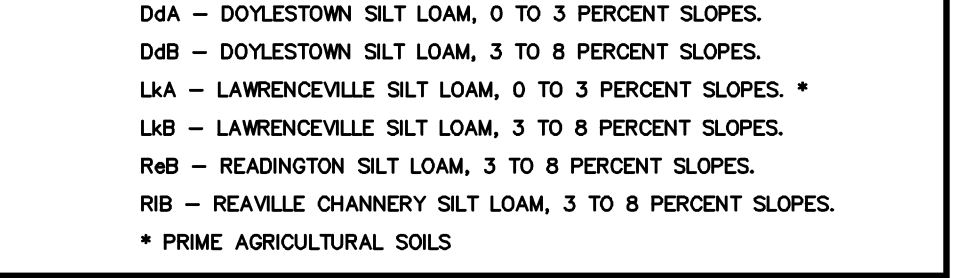 DdA – DOYLESTOWN SILT LOAM, 0 TO 3 PERCENT SLOPES.
DdB – DOYLESTOWN SILT LOAM, 3 TO 8 PERCENT SLOPES.
LkA – LAWRENCEVILLE SILT LOAM, 0 TO 3 PERCENT SLOPES. *
LkB – LAWRENCEVILLE SILT LOAM, 3 TO 8 PERCENT SLOPES.
ReB – READINGTON SILT LOAM, 3 TO 8 PERCENT SLOPES.
RlB – REAVILLE CHANNERY SILT LOAM, 3 TO 8 PERCENT SLOPES.
* PRIME AGRICULTURAL SOILS